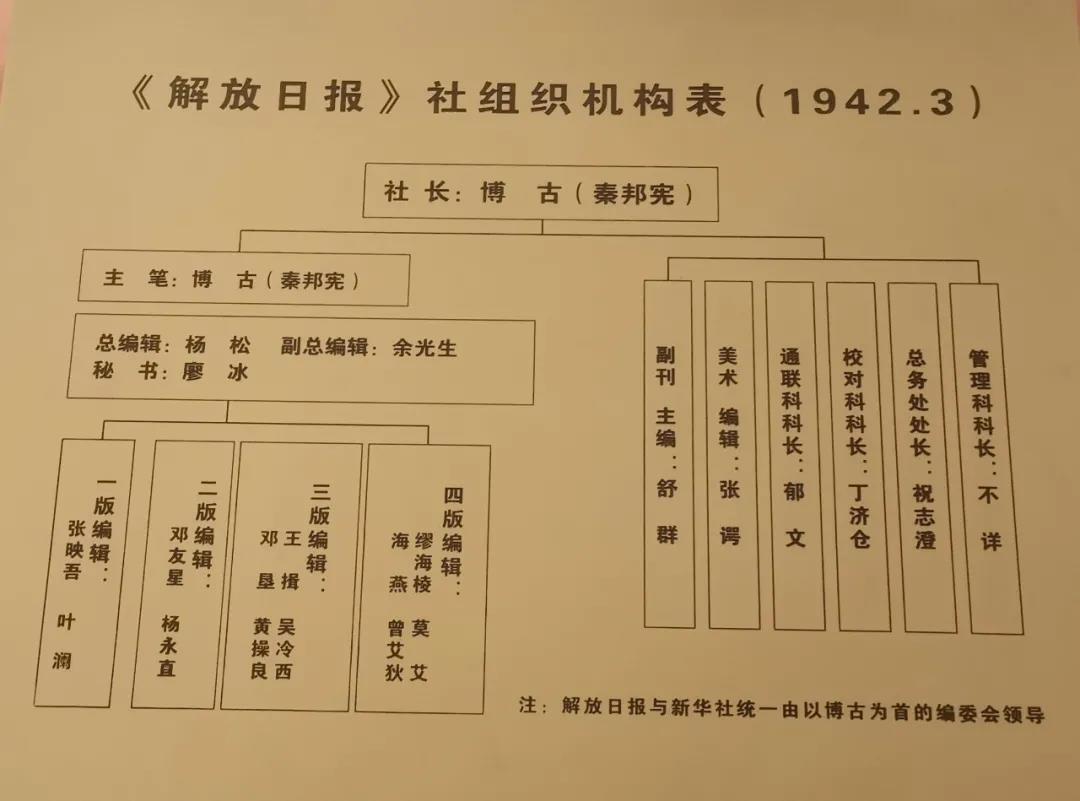 《解放日报》社组织机构表(1942.3)
社 长:博 古(秦邦宪)
主 笔:博 古(秦邦宪)
总编辑:杨 松 副总编辑:余光生
秘 书:廖 冰
一版编辑:
张映吾 叶 澜
二版编辑:
邓友星 杨永直
三版编辑:
王 揖 吴冷西
邓 垦 黄操良
四版编辑:
缪海棱 莫 艾
海 燕 曾艾狄
副刊 主编:舒 群
美术 编辑:张 谔
通联科科长:郁 文
校对科科长:丁济仓
总务处处长:祝志澄
管理科科长:不 详
注:解放日报与新华社统一由以博古为首的编委会领导